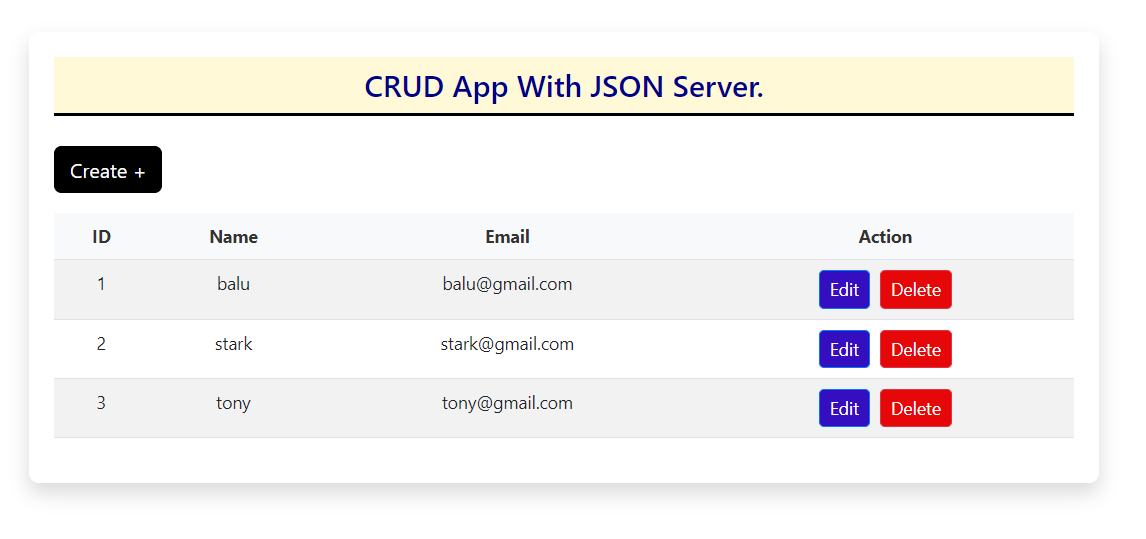 CRUD App With JSON Server.
Create +
ID Name Email Action
1 balu balu@gmail.com Edit Delete
2 stark stark@gmail.com Edit Delete
3 tony tony@gmail.com Edit Delete